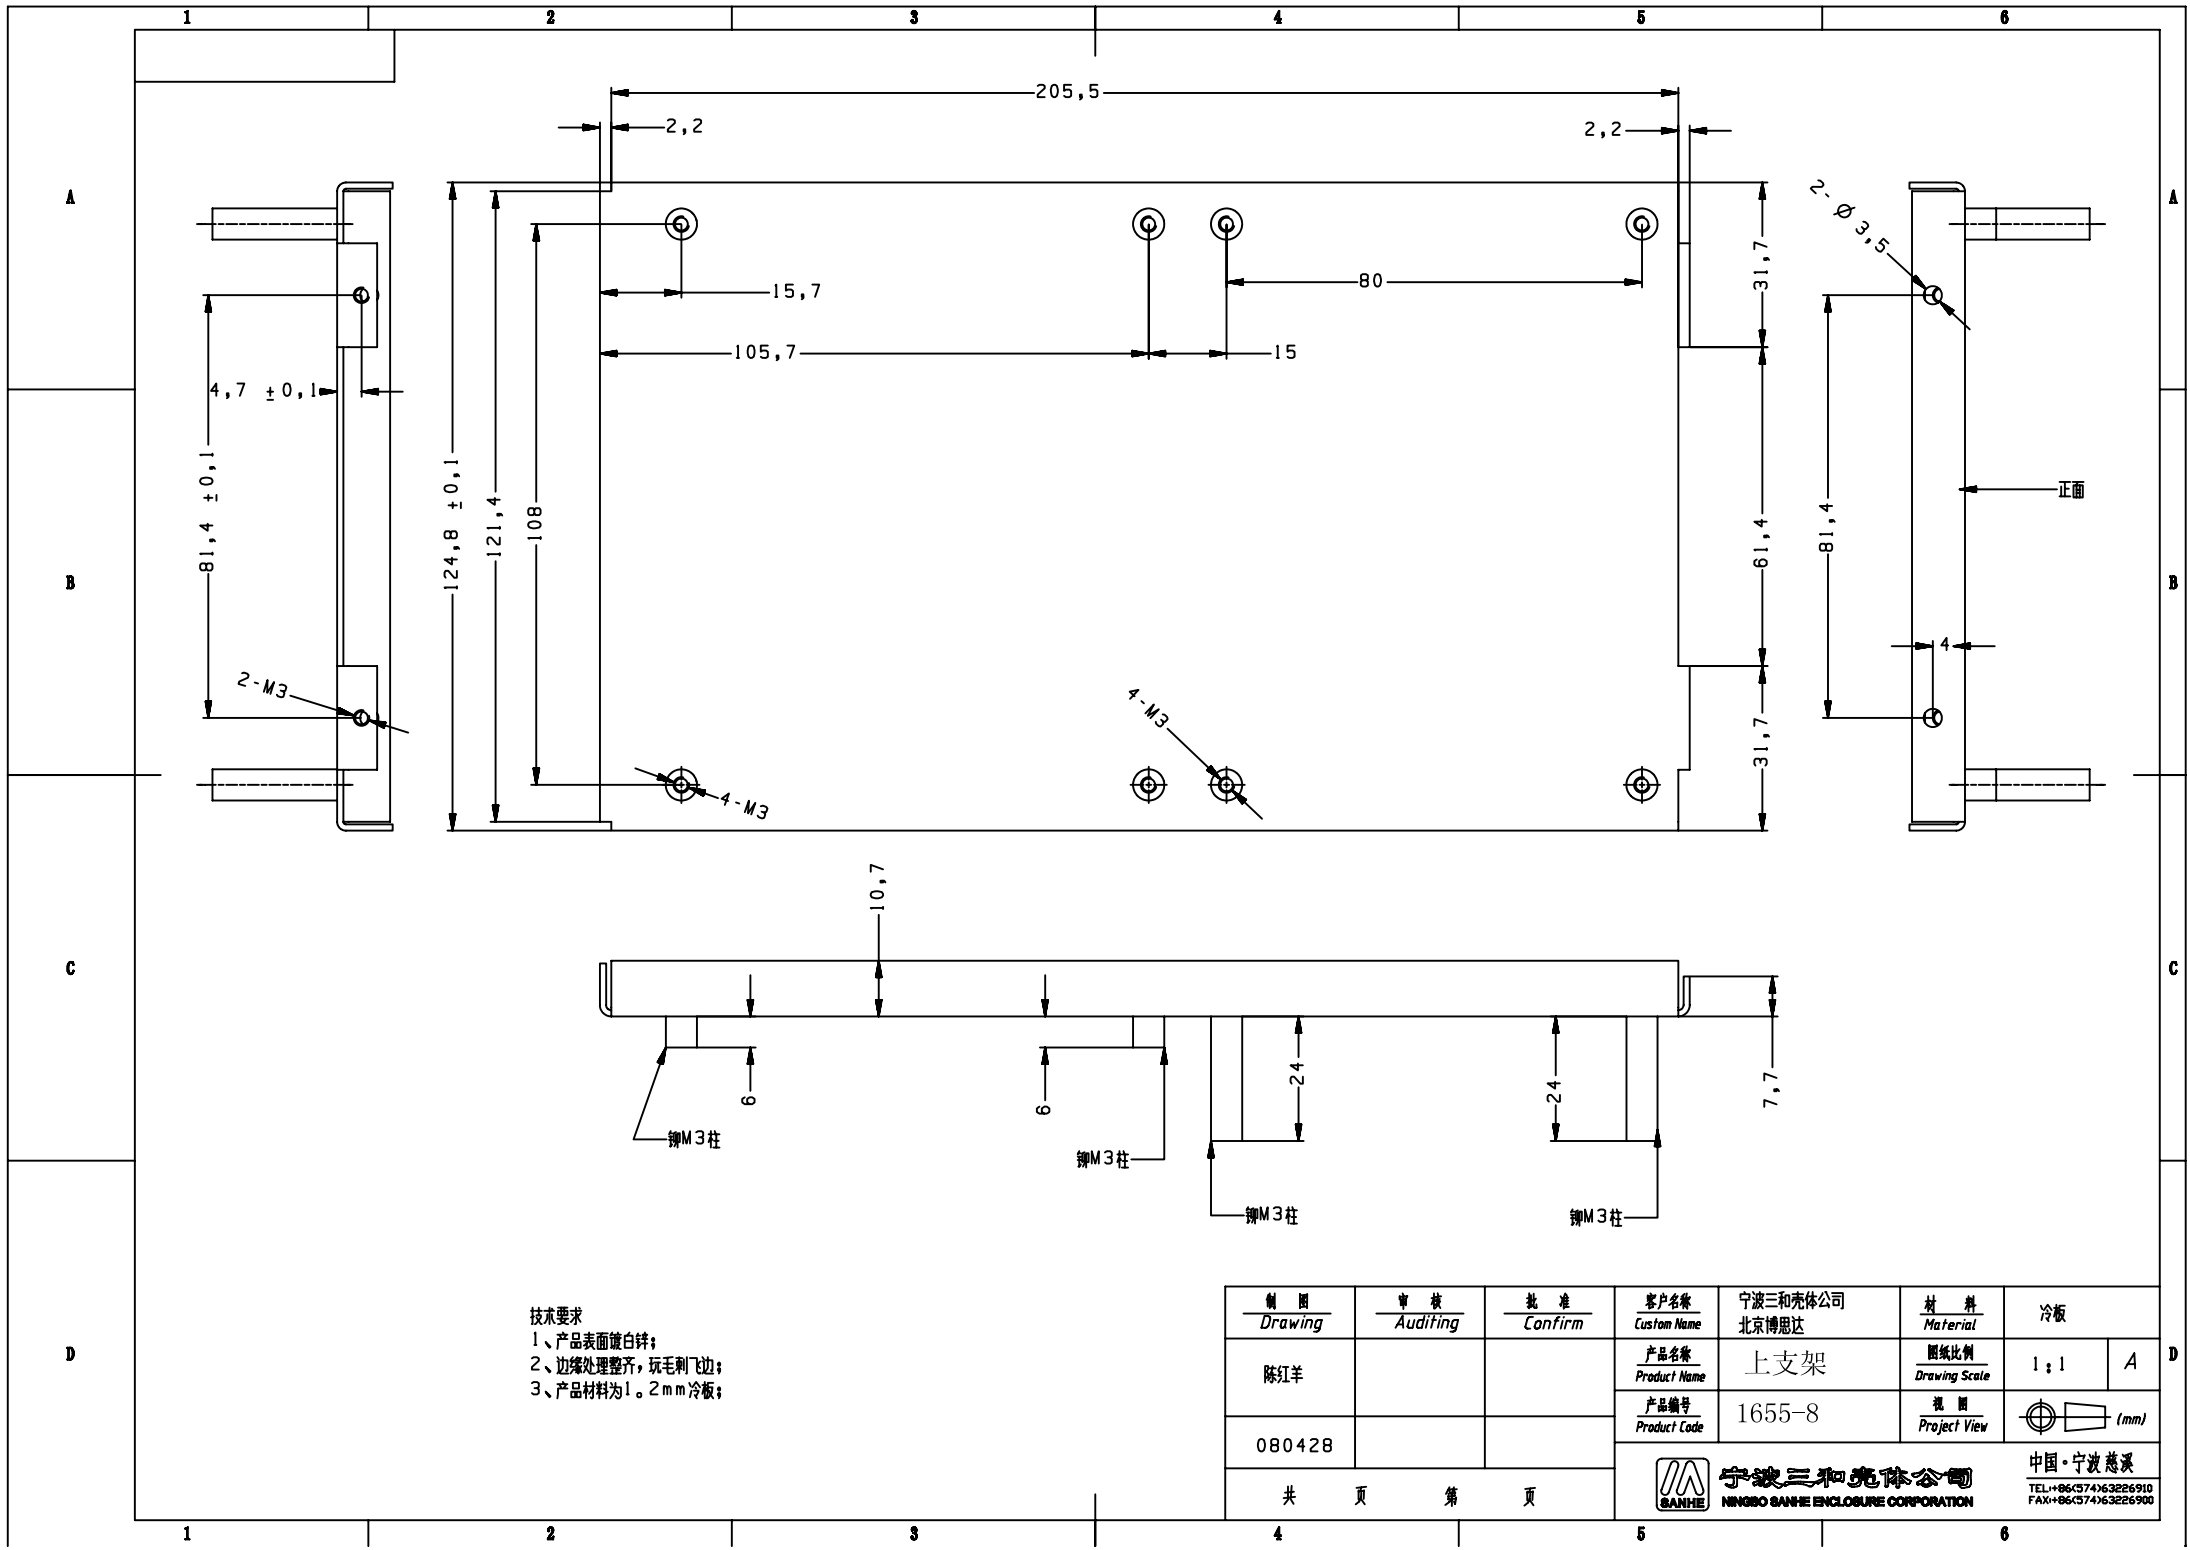 1 2 3 4 5 6
205,5
2,2
2,2
A
A
2-Ø3,5
31,7
15,7
80
105,7
15
4,7 ±0,1
81,4 ±0,1
124,8 ±0,1
121,4
108
61,4
81,4
正面
B
B
4
2-M3
4-M3
31,7
4-M3
10,7
C
C
6
6
24
24
7,7
铆M3柱
铆M3柱
铆M3柱
铆M3柱
技术要求
1、产品表面镀白锌;
2、边缘处理整齐,玩毛刺飞边;
3、产品材料为1。2mm冷板;
D
D
制 图
Drawing
审 核
Auditing
批 准
Confirm
客户名称
Custom Name
宁波三和壳体公司
北京博思达
材 料
Material
冷板
陈红羊
产品名称
Product Name
上支架
图纸比例
Drawing Scale
1:1
A
产品编号
Product Code
1655-8
视 图
Project View
(mm)
080428
共 页 第 页
SANHE
宁波三和壳体公司
NINGBO SANHE ENCLOSURE CORPORATION
中国·宁波慈溪
TEL:+86(574)63226910
FAX:+86(574)63226900
1 2 3 4 5 6